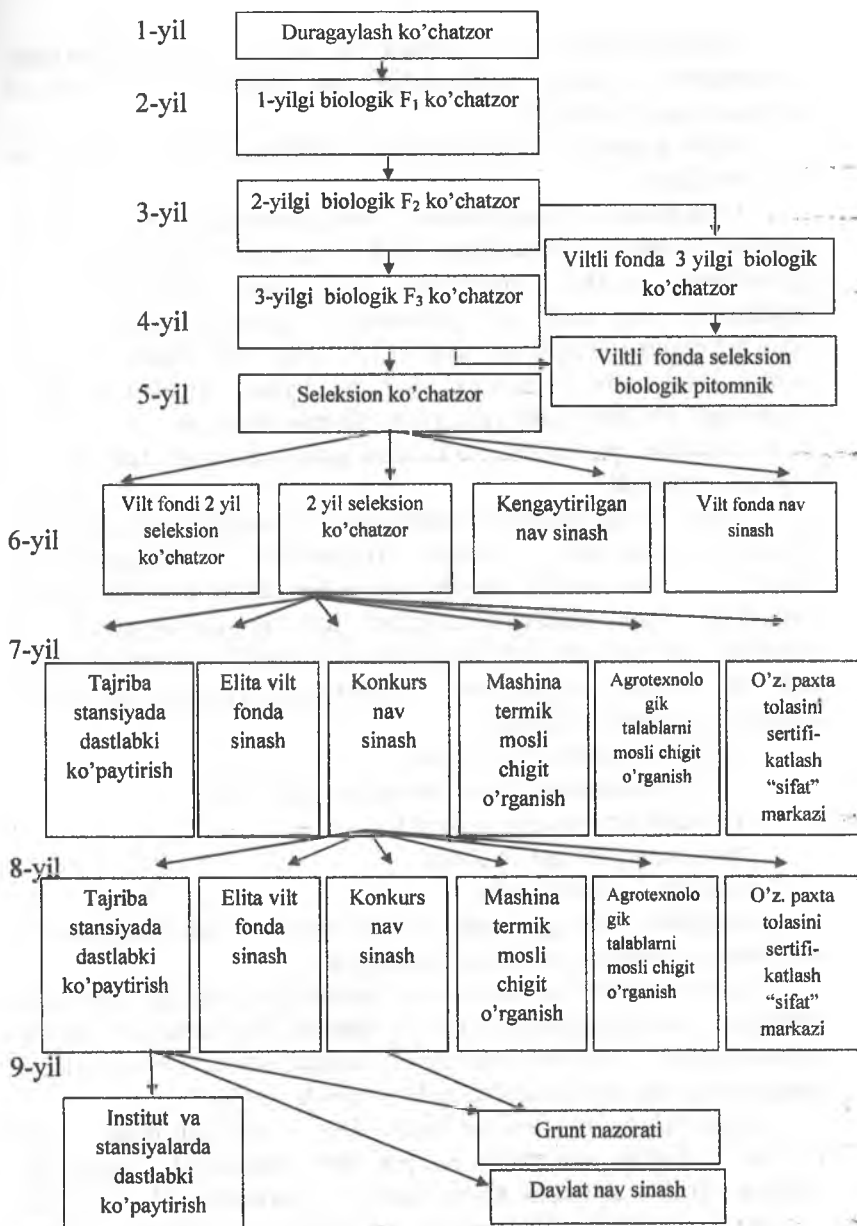 1-yil
Duragaylash ko'chatzor
2-yil
1-yilgi biologik F₁ ko'chatzor
3-yil
2-yilgi biologik F₂ ko'chatzor
Viltli fonda 3 yilgi biologik
ko'chatzor
4-yil
3-yilgi biologik F₃ ko'chatzor
Viltli fonda seleksion
biologik pitomnik
5-yil
Seleksion ko'chatzor
6-yil
Vilt fondi 2 yil
seleksion
ko'chatzor
2 yil seleksion
ko'chatzor
Kengaytirilgan
nav sinash
Vilt fonda nav
sinash
7-yil
Tajriba
stansiyada
dastlabki
ko'paytirish
Elita vilt
fonda
sinash
Konkurs
nav
sinash
Mashina
termik
mosli
chigit
o'rganish
Agrotexnolo
gik
talablarni
mosli chigit
o'rganish
O'z. paxta
tolasini
sertifi-
katlash
"sifat"
markazi
8-yil
Tajriba
stansiyada
dastlabki
ko'paytirish
Elita vilt
fonda
sinash
Konkurs
nav
sinash
Mashina
termik
mosli
chigit
o'rganish
Agrotexnolo
gik
talablarni
mosli chigit
o'rganish
O'z. paxta
tolasini
sertifi-
katlash
"sifat"
markazi
9-yil
Institut va
stansiyalarda
dastlabki
ko'paytirish
Grunt nazorati
Davlat nav sinash